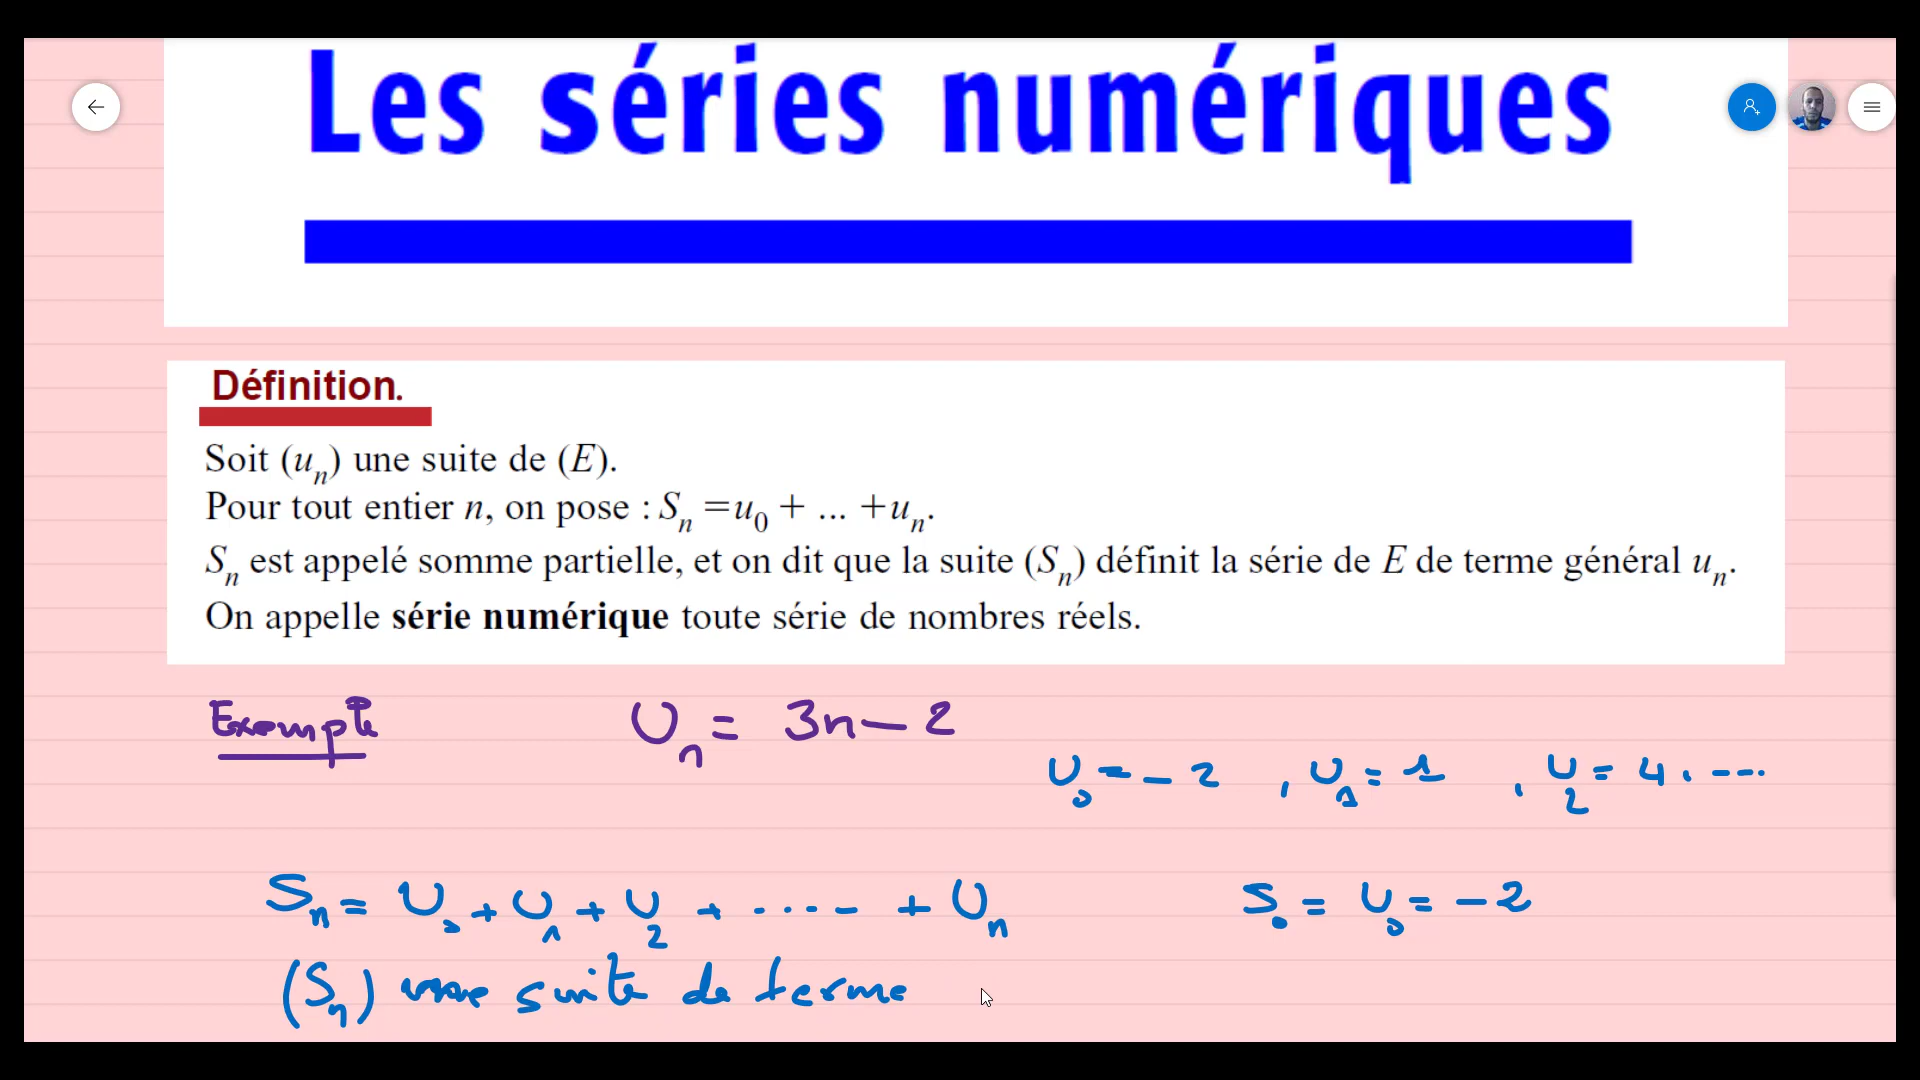 Les séries numériques
Définition.
Soit (uₙ) une suite de (E).
Pour tout entier n, on pose : Sₙ = u₀ + ... + uₙ.
Sₙ est appelé somme partielle, et on dit que la suite (Sₙ) définit la série de E de terme général uₙ.
On appelle série numérique toute série de nombres réels.
Exemple Uₙ = 3n − 2
U₀ = − 2 , U₁ = 1 , U₂ = 4 . ....
Sₙ = U₀ + U₁ + U₂ + ..... + Uₙ S₀ = U₀ = − 2
(Sₙ) une suite de terme